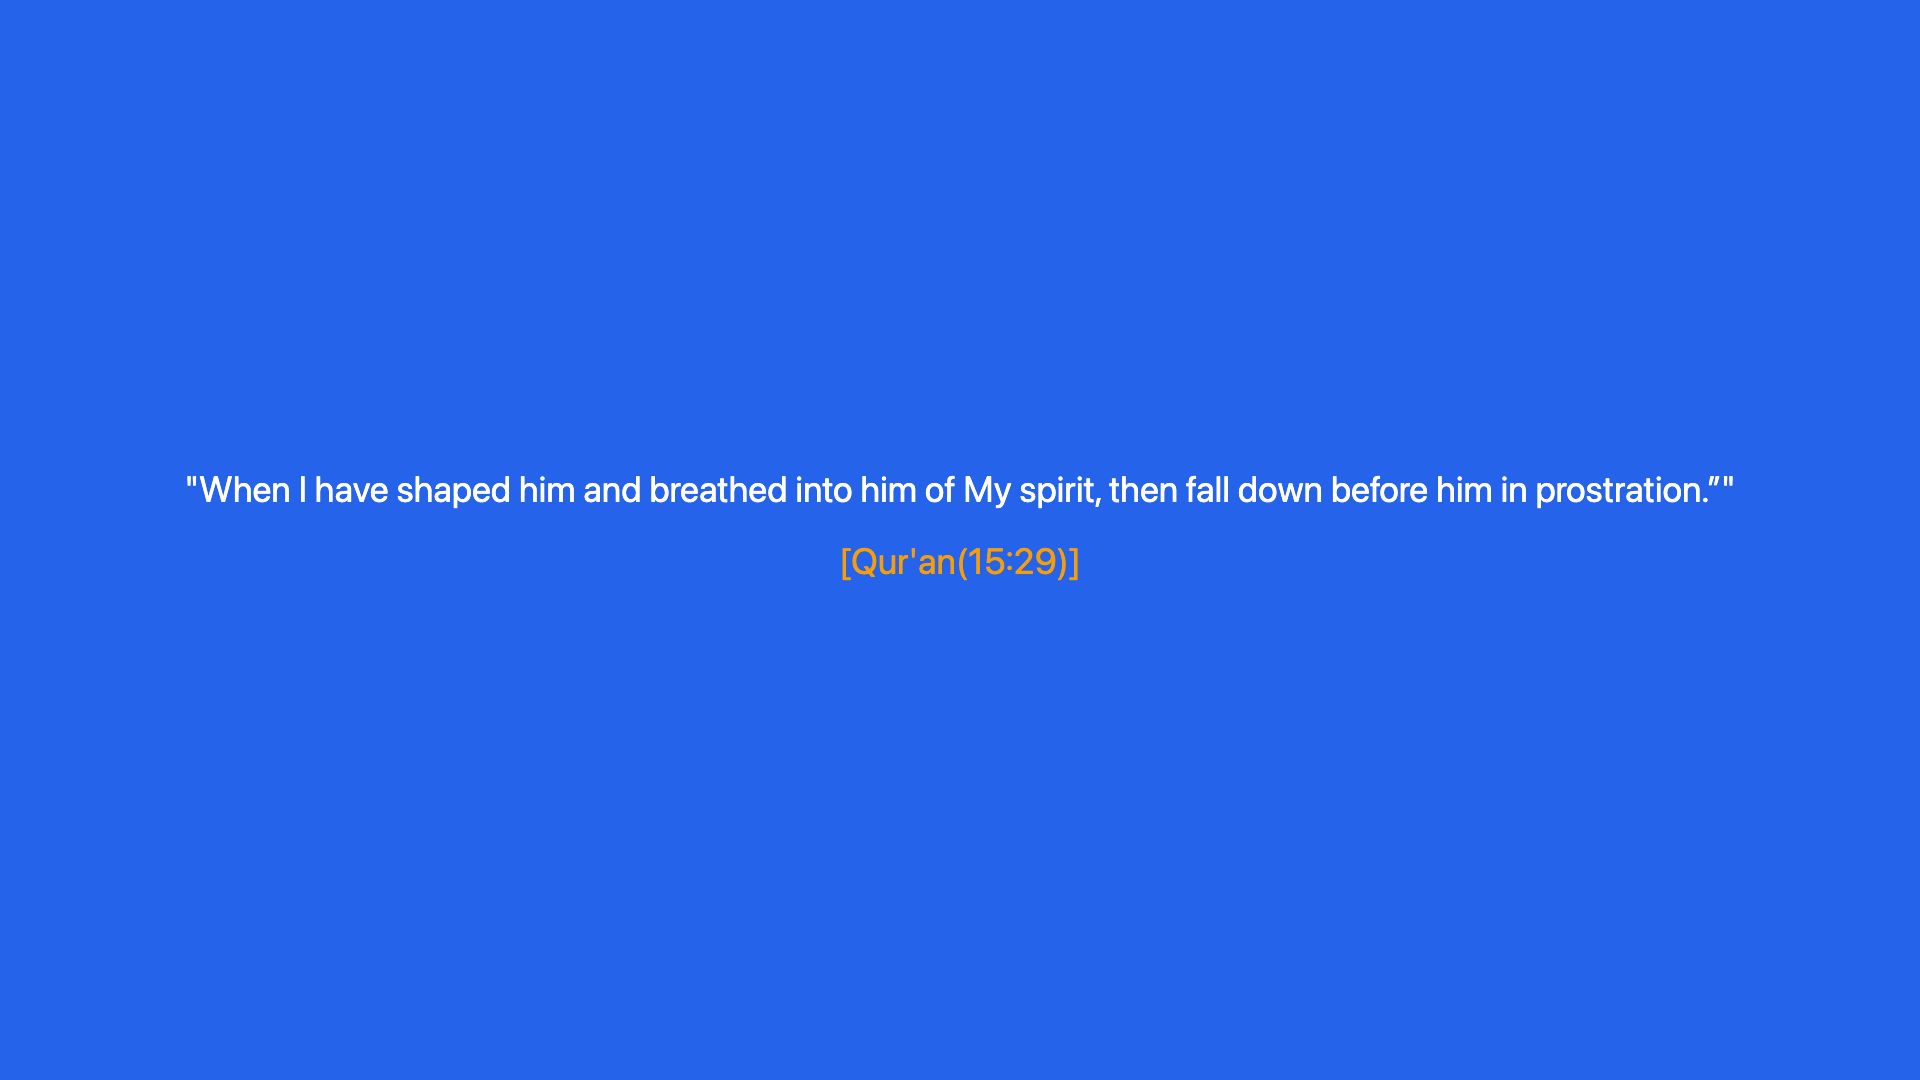 "When I have shaped him and breathed into him of My spirit, then fall down before him in prostration.”"
[Qur'an(15:29)]